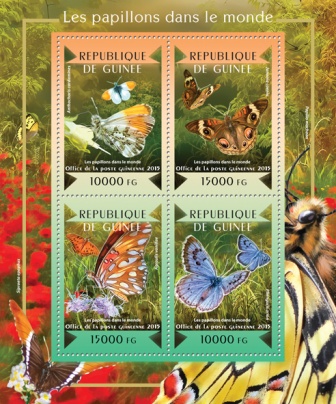 Les papillons dans le monde
REPUBLIQUE
DE GUINEE
Les papillons dans le monde
OFFICE DE LA POSTE GUINEENNE 2015
10000 FG
REPUBLIQUE
DE GUINEE
Les papillons dans le monde
OFFICE DE LA POSTE GUINEENNE 2015
15000 FG
REPUBLIQUE
DE GUINEE
Les papillons dans le monde
OFFICE DE LA POSTE GUINEENNE 2015
15000 FG
REPUBLIQUE
DE GUINEE
Les papillons dans le monde
OFFICE DE LA POSTE GUINEENNE 2015
10000 FG